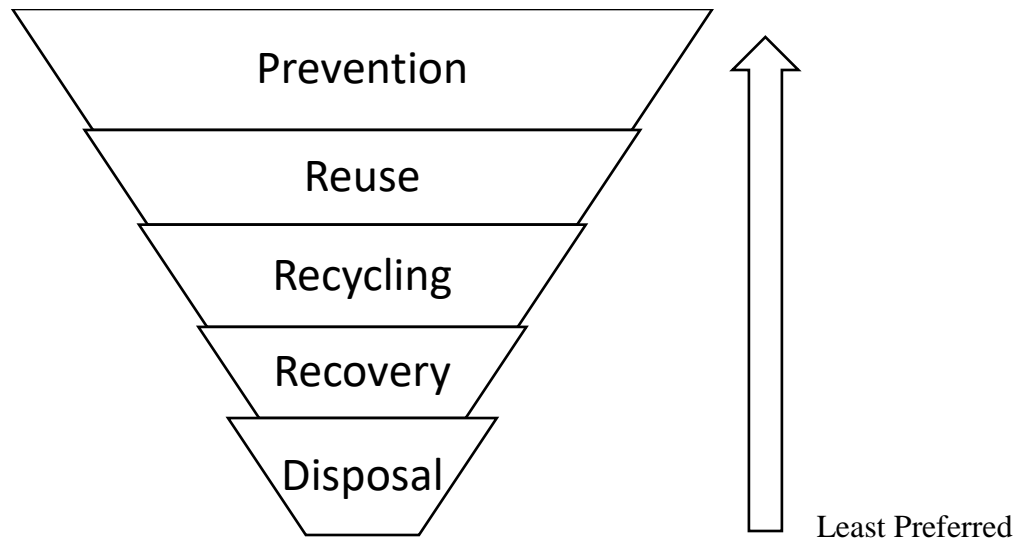 Prevention
Reuse
Recycling
Recovery
Disposal
Least Preferred